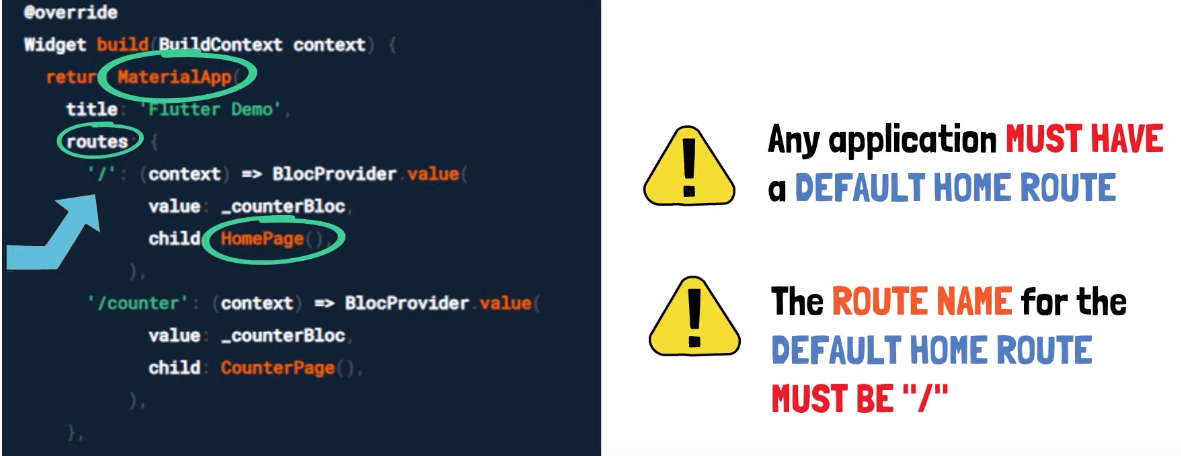 @override
Widget build(BuildContext context) {
return MaterialApp(
title: 'Flutter Demo',
routes: {
'/': (context) => BlocProvider.value(
value: _counterBloc,
child: HomePage(),
),
'/counter': (context) => BlocProvider.value(
value: _counterBloc,
child: CounterPage(),
),
},
Any application MUST HAVE
a DEFAULT HOME ROUTE
The ROUTE NAME for the
DEFAULT HOME ROUTE
MUST BE "/"